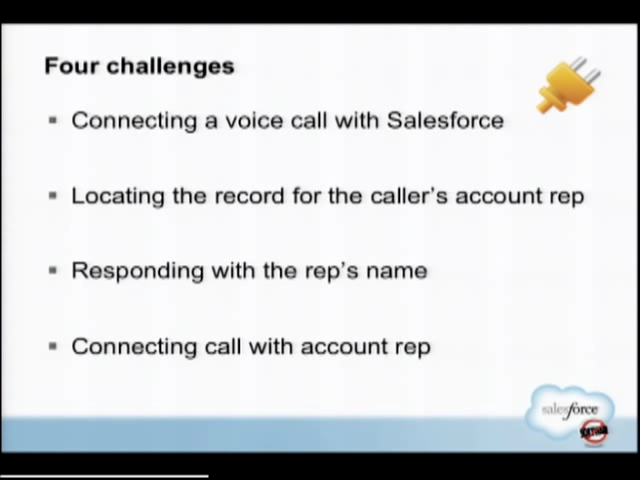 Four challenges
Connecting a voice call with Salesforce
Locating the record for the caller's account rep
Responding with the rep's name
Connecting call with account rep
salesforce